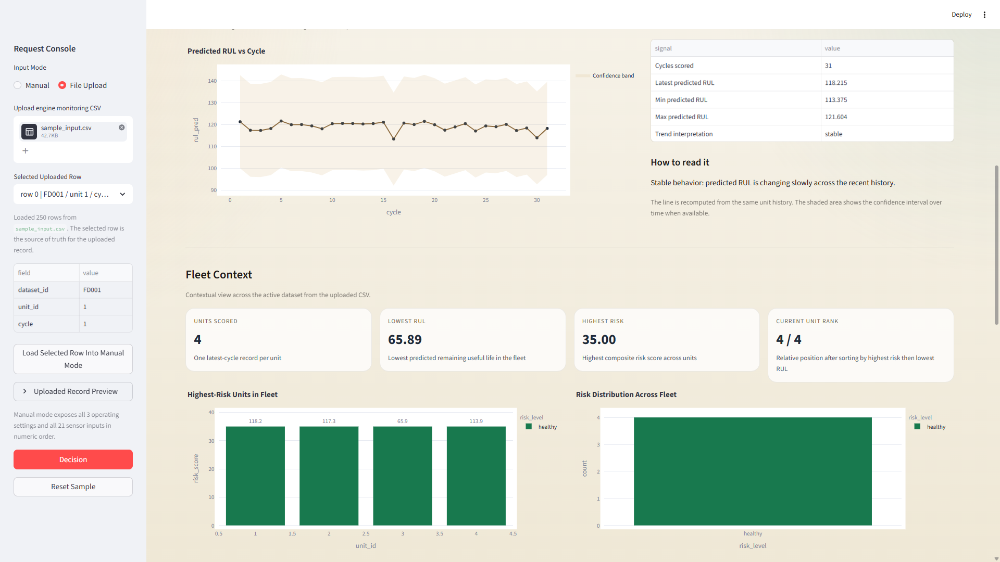 Deploy
Request Console
Input Mode
Manual
File Upload
Upload engine monitoring CSV
sample_input.csv
42.7KB
Selected Uploaded Row
row 0 | FD001 / unit 1 / cy...
Loaded 250 rows from
sample_input.csv . The selected row is
the source of truth for the uploaded
record.
field value
dataset_id FD001
unit_id 1
cycle 1
Load Selected Row Into Manual
Mode
Uploaded Record Preview
Manual mode exposes all 3 operating
settings and all 21 sensor inputs in
numeric order.
Decision
Reset Sample
Predicted RUL vs Cycle
140
130
120
110
100
90
rul_pred
0 5 10 15 20 25 30
cycle
Confidence band
signal value
Cycles scored 31
Latest predicted RUL 118.215
Min predicted RUL 113.375
Max predicted RUL 121.604
Trend interpretation stable
How to read it
Stable behavior: predicted RUL is changing slowly across the recent history.
The line is recomputed from the same unit history. The shaded area shows the confidence interval over
time when available.
Fleet Context
Contextual view across the active dataset from the uploaded CSV.
UNITS SCORED
4
One latest-cycle record per unit
LOWEST RUL
65.89
Lowest predicted remaining useful life in the fleet
HIGHEST RISK
35.00
Highest composite risk score across units
CURRENT UNIT RANK
4 / 4
Relative position after sorting by highest risk then lowest
RUL
Highest-Risk Units in Fleet
40
30
20
10
0
risk_score
118.2 117.3 65.9 113.9
0.5 1 1.5 2 2.5 3 3.5 4 4.5
unit_id
risk_level
healthy
Risk Distribution Across Fleet
4
3
2
1
0
count
healthy
risk_level
risk_level
healthy